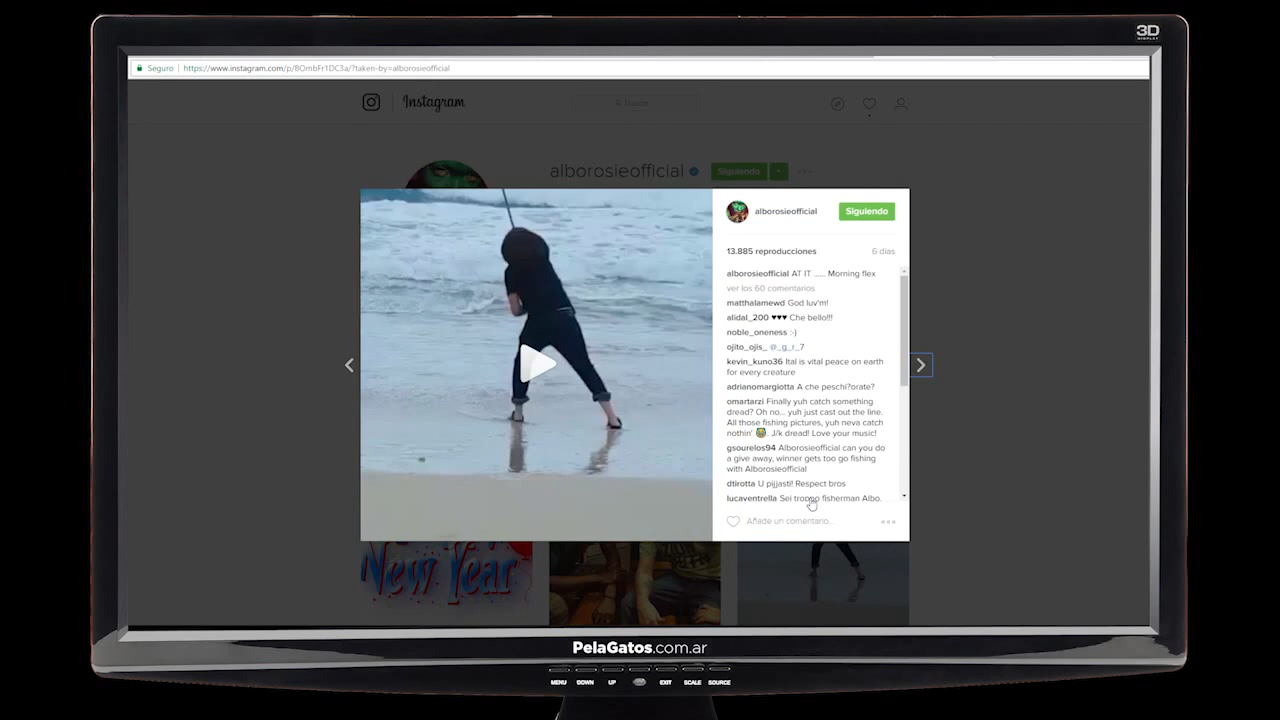 3D
DISPLAY
Seguro
https://www.instagram.com/p/BOmbFr1DC3a/?taken-by=alborosieofficial
Instagram
Buscar
alborosieofficial
Siguiendo
alborosieofficial
Siguiendo
13.885 reproducciones
6 días
alborosieofficial AT IT ...... Morning flex
ver los 60 comentarios
matthalamewd God luv'm!
alidal_200 ♥♥♥ Che bello!!!
noble_oneness :-)
ojito_ojis_ @_g_r_7
kevin_kuno36 Ital is vital peace on earth
for every creature
adrianomargiotta A che peschi?orate?
omartarzi Finally yuh catch something
dread? Oh no... yuh just cast out the line.
All those fishing pictures, yuh neva catch
nothin' 😂. J/k dread! Love your music!
gsourelos94 Alborosieofficial can you do
a give away, winner gets too go fishing
with Alborosieofficial
dtirotta U pijjasti! Respect bros
lucaventrella Sei troppo fisherman Albo.
Añade un comentario...
New Year
PelaGatos.com.ar
MENU DOWN UP EXIT SCALE SOURCE